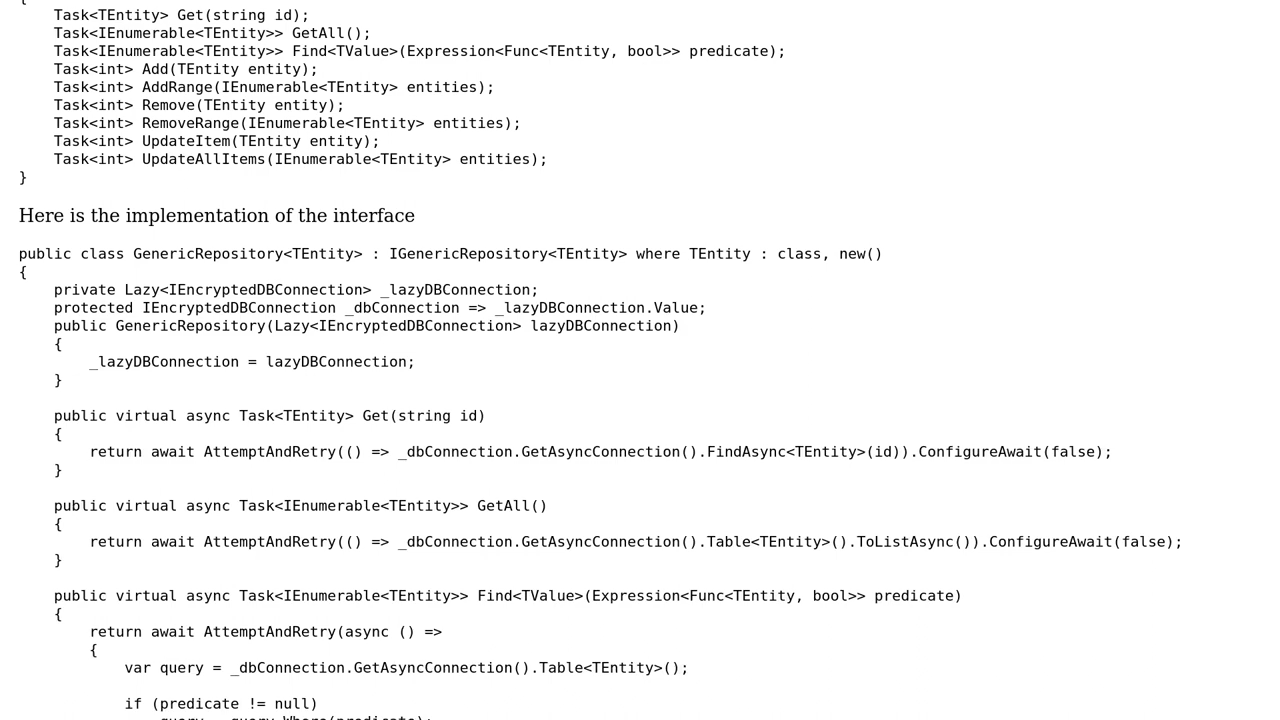 {
    Task<TEntity> Get(string id);
    Task<IEnumerable<TEntity>> GetAll();
    Task<IEnumerable<TEntity>> Find<TValue>(Expression<Func<TEntity, bool>> predicate);
    Task<int> Add(TEntity entity);
    Task<int> AddRange(IEnumerable<TEntity> entities);
    Task<int> Remove(TEntity entity);
    Task<int> RemoveRange(IEnumerable<TEntity> entities);
    Task<int> UpdateItem(TEntity entity);
    Task<int> UpdateAllItems(IEnumerable<TEntity> entities);
}
Here is the implementation of the interface
public class GenericRepository<TEntity> : IGenericRepository<TEntity> where TEntity : class, new()
{
    private Lazy<IEncryptedDBConnection> _lazyDBConnection;
    protected IEncryptedDBConnection _dbConnection => _lazyDBConnection.Value;
    public GenericRepository(Lazy<IEncryptedDBConnection> lazyDBConnection)
    {
        _lazyDBConnection = lazyDBConnection;
    }
    public virtual async Task<TEntity> Get(string id)
    {
        return await AttemptAndRetry(() => _dbConnection.GetAsyncConnection().FindAsync<TEntity>(id)).ConfigureAwait(false);
    }
    public virtual async Task<IEnumerable<TEntity>> GetAll()
    {
        return await AttemptAndRetry(() => _dbConnection.GetAsyncConnection().Table<TEntity>().ToListAsync()).ConfigureAwait(false);
    }
    public virtual async Task<IEnumerable<TEntity>> Find<TValue>(Expression<Func<TEntity, bool>> predicate)
    {
        return await AttemptAndRetry(async () =>
        {
            var query = _dbConnection.GetAsyncConnection().Table<TEntity>();
            if (predicate != null)
                query = query.Where(predicate);